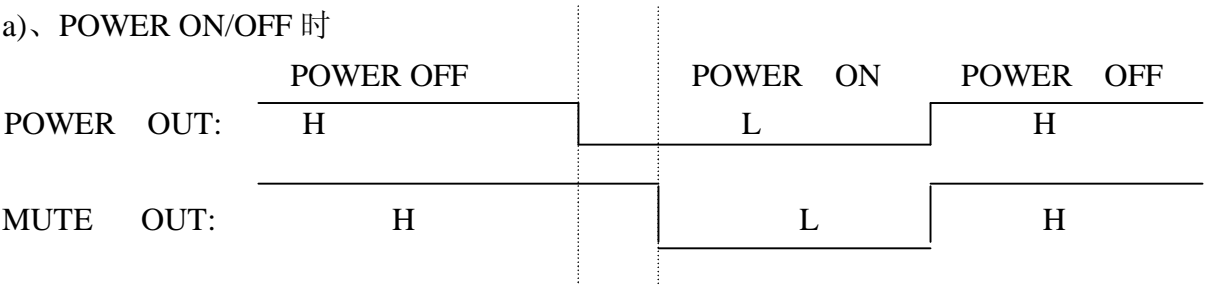 a)、POWER ON/OFF 时
POWER OFF POWER ON POWER OFF
POWER OUT: H L H
MUTE OUT: H L H